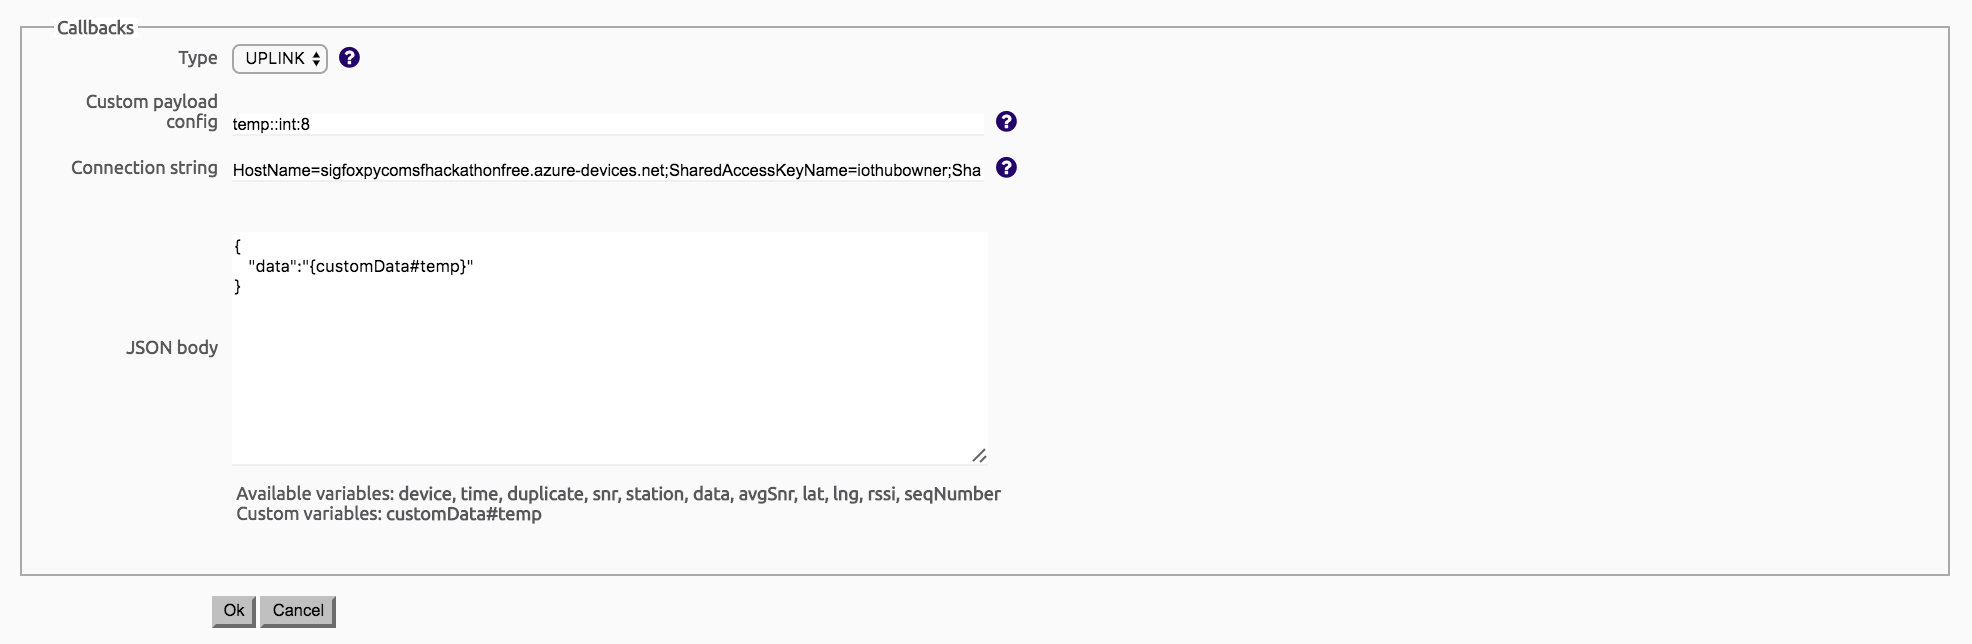 Callbacks
Type UPLINK ?
Custom payload
config temp::int:8 ?
Connection string HostName=sigfoxpycomsfhackathonfree.azure-devices.net;SharedAccessKeyName=iothubowner;Sha ?
{
"data":"{customData#temp}"
}
JSON body
Available variables: device, time, duplicate, snr, station, data, avgSnr, lat, lng, rssi, seqNumber
Custom variables: customData#temp
Ok Cancel